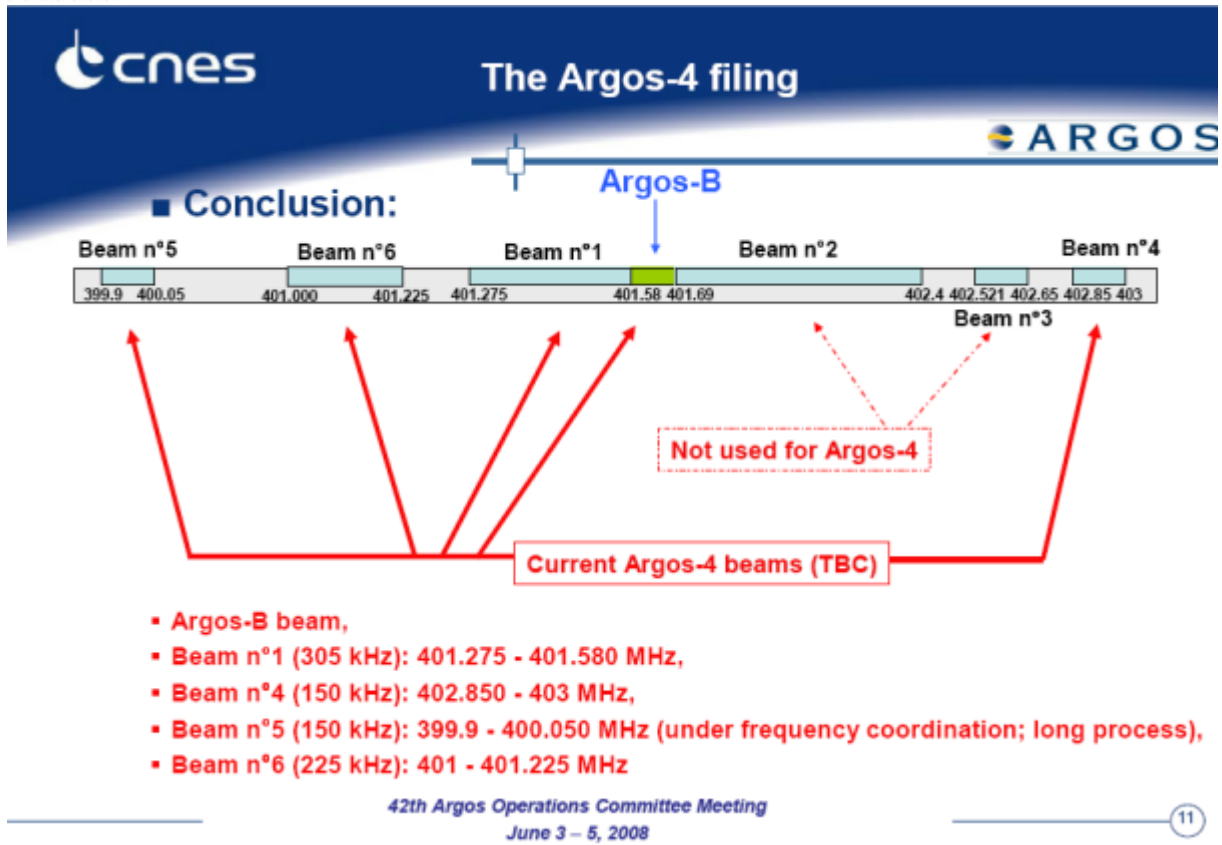 cnes
The Argos-4 filing
ARGOS
Argos-B
■ Conclusion:
Beam n°5 Beam n°6 Beam n°1 Beam n°2 Beam n°4
399.9 400.05 401.000 401.225 401.275 401.58 401.69 402.4 402.521 402.65 402.85 403
Beam n°3
Not used for Argos-4
Current Argos-4 beams (TBC)
▪ Argos-B beam,
▪ Beam n°1 (305 kHz): 401.275 - 401.580 MHz,
▪ Beam n°4 (150 kHz): 402.850 - 403 MHz,
▪ Beam n°5 (150 kHz): 399.9 - 400.050 MHz (under frequency coordination; long process),
▪ Beam n°6 (225 kHz): 401 - 401.225 MHz
42th Argos Operations Committee Meeting
June 3 – 5, 2008
11